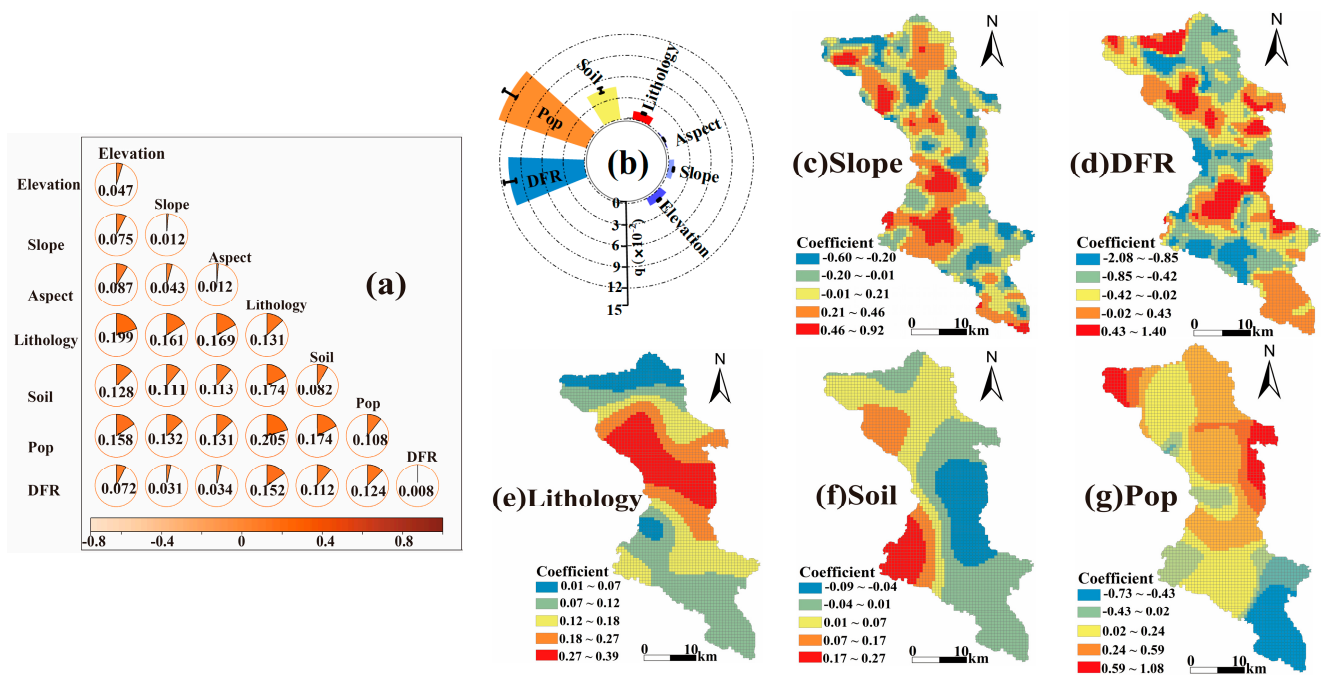 Elevation
Elevation
0.047
Slope
Slope
0.075 0.012
Aspect
Aspect
0.087 0.043 0.012
(a)
Lithology
Lithology
0.199 0.161 0.169 0.131
Soil
Soil
0.128 0.111 0.113 0.174 0.082
Pop
Pop
0.158 0.132 0.131 0.205 0.174 0.108
DFR
DFR
0.072 0.031 0.034 0.152 0.112 0.124 0.008
-0.8 -0.4 0 0.4 0.8
(b)
DFR
Pop
Soil
Lithology
Aspect
Slope
Elevation
0
3
6
9
12
15
q(×10⁻²)
N
(c)Slope
Coefficient
-0.60 ~ -0.20
-0.20 ~ -0.01
-0.01 ~ 0.21
0.21 ~ 0.46
0.46 ~ 0.92
0 10
km
N
(d)DFR
Coefficient
-2.08 ~ -0.85
-0.85 ~ -0.42
-0.42 ~ -0.02
-0.02 ~ 0.43
0.43 ~ 1.40
0 10
km
N
(e)Lithology
Coefficient
0.01 ~ 0.07
0.07 ~ 0.12
0.12 ~ 0.18
0.18 ~ 0.27
0.27 ~ 0.39
0 10
km
N
(f)Soil
Coefficient
-0.09 ~ -0.04
-0.04 ~ 0.01
0.01 ~ 0.07
0.07 ~ 0.17
0.17 ~ 0.27
0 10
km
N
(g)Pop
Coefficient
-0.73 ~ -0.43
-0.43 ~ 0.02
0.02 ~ 0.24
0.24 ~ 0.59
0.59 ~ 1.08
0 10
km